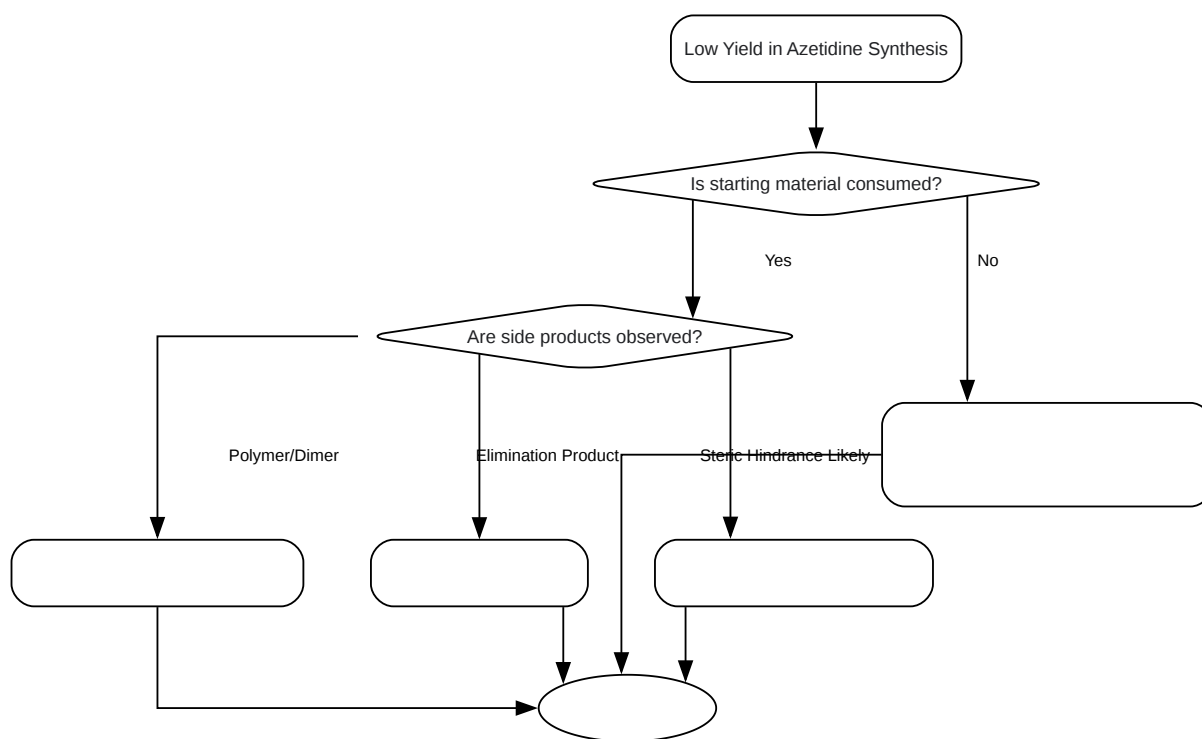 Low Yield in Azetidine Synthesis
Is starting material consumed?
Yes
No
Are side products observed?
Polymer/Dimer
Elimination Product
Steric Hindrance Likely